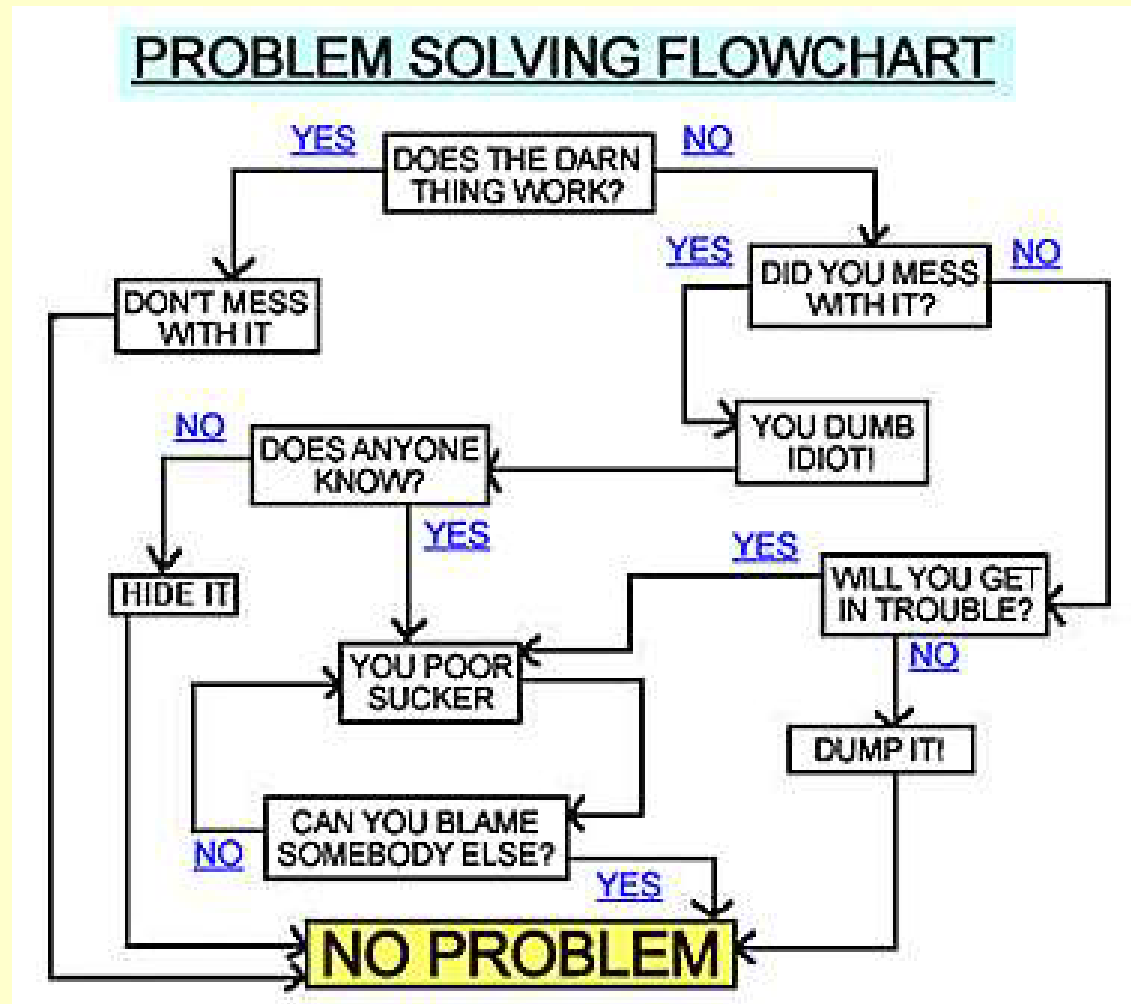 PROBLEM SOLVING FLOWCHART
YES
NO
DOES THE DARN
THING WORK?
YES
NO
DON'T MESS
WITH IT
DID YOU MESS
WITH IT?
NO
DOES ANYONE
KNOW?
YOU DUMB
IDIOT!
YES
YES
HIDE IT
WILL YOU GET
IN TROUBLE?
NO
YOU POOR
SUCKER
DUMP IT!
CAN YOU BLAME
SOMEBODY ELSE?
NO
YES
NO PROBLEM